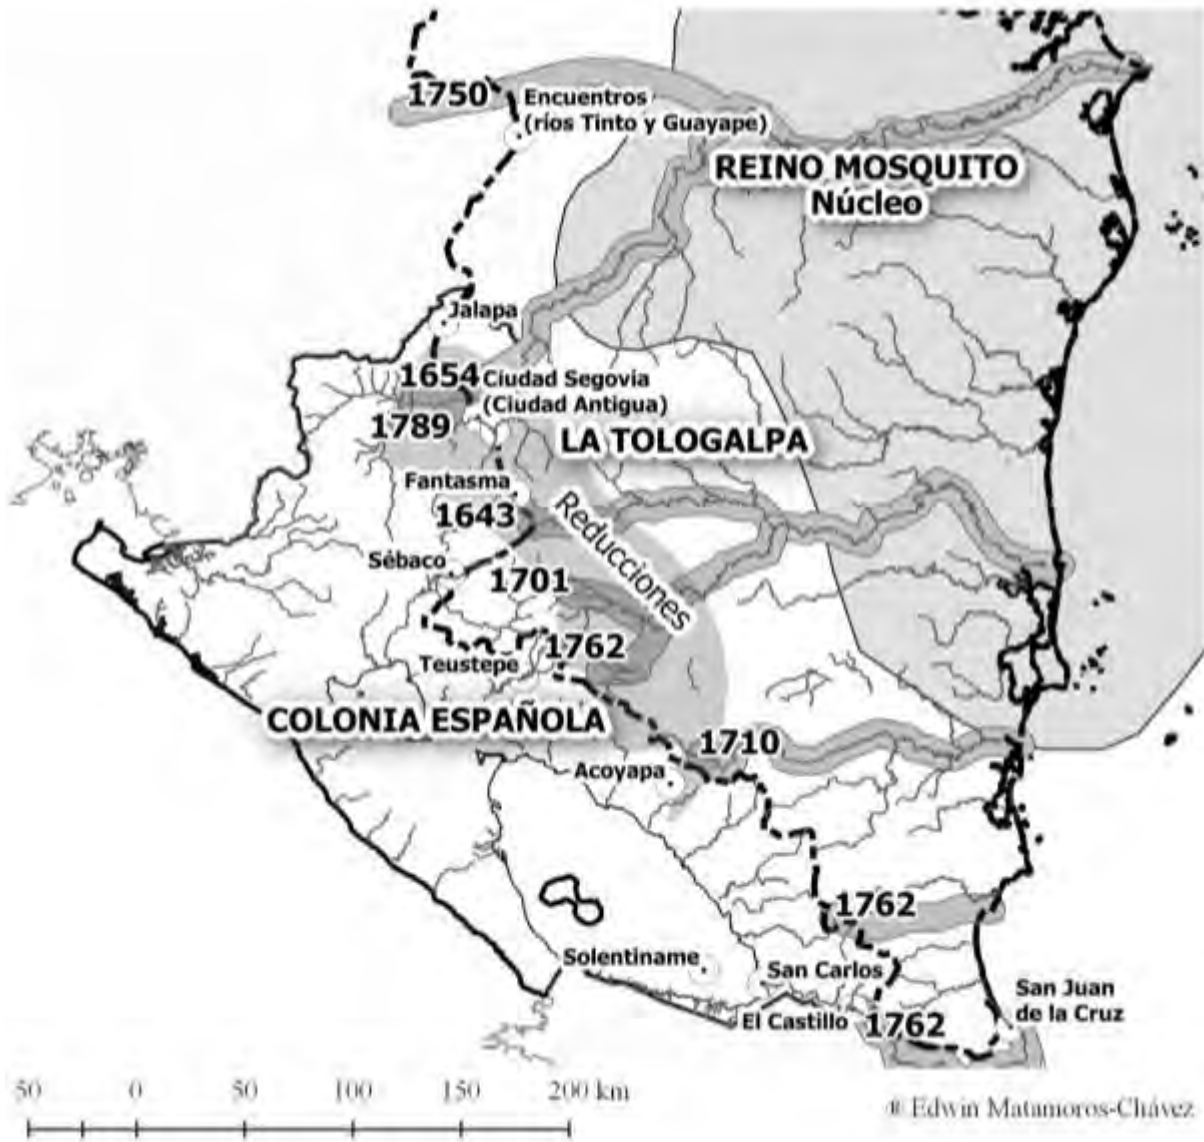 1750
Encuentros
(ríos Tinto y Guayape)
REINO MOSQUITO
Núcleo
Jalapa
1654
Ciudad Segovia
(Ciudad Antigua)
1789
LA TOLOGALPA
Fantasma
1643
Reducciones
Sébaco
1701
1762
Teustepe
COLONIA ESPAÑOLA
1710
Acoyapa
1762
Solentiname
San Carlos
San Juan
de la Cruz
El Castillo
1762
50 0 50 100 150 200 km
® Edwin Matamoros-Chávez